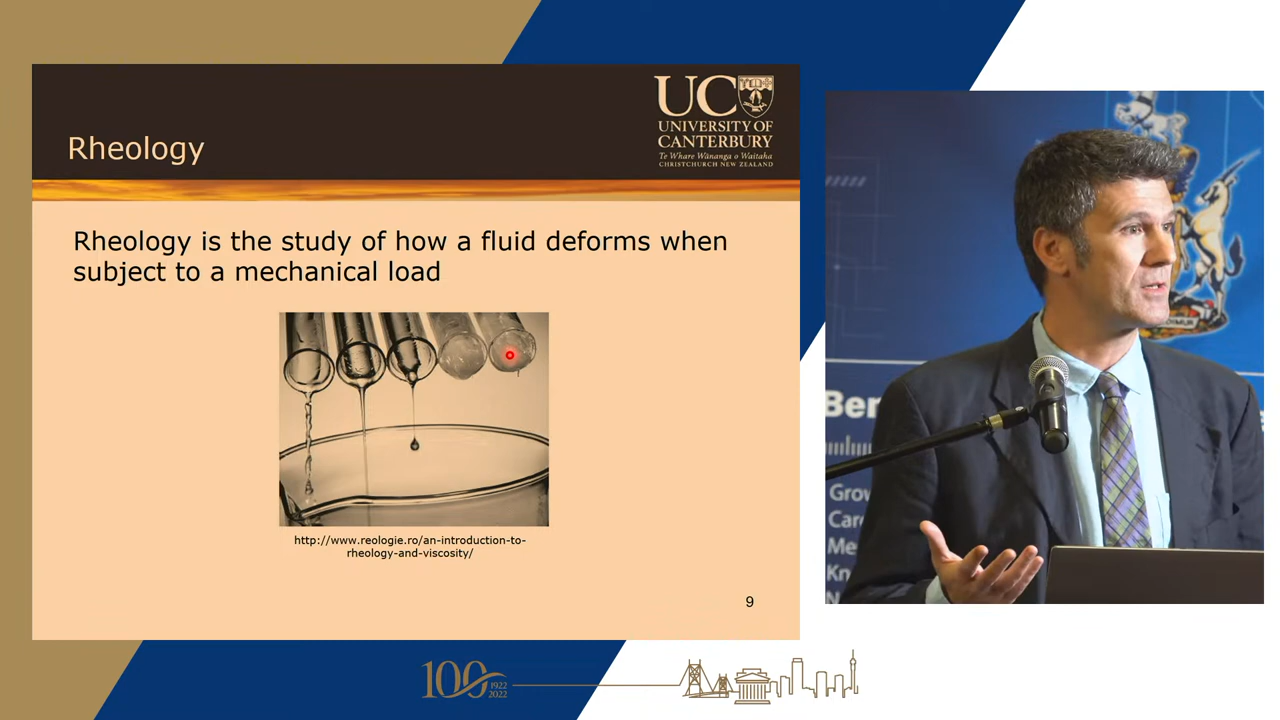 Rheology
UC
UNIVERSITY OF
CANTERBURY
Te Whare Wānanga o Waitaha
CHRISTCHURCH NEW ZEALAND
Rheology is the study of how a fluid deforms when
subject to a mechanical load
http://www.reologie.ro/an-introduction-to-
rheology-and-viscosity/
9
Ber
Grow
Care
Me
Kn
100
1922
2022